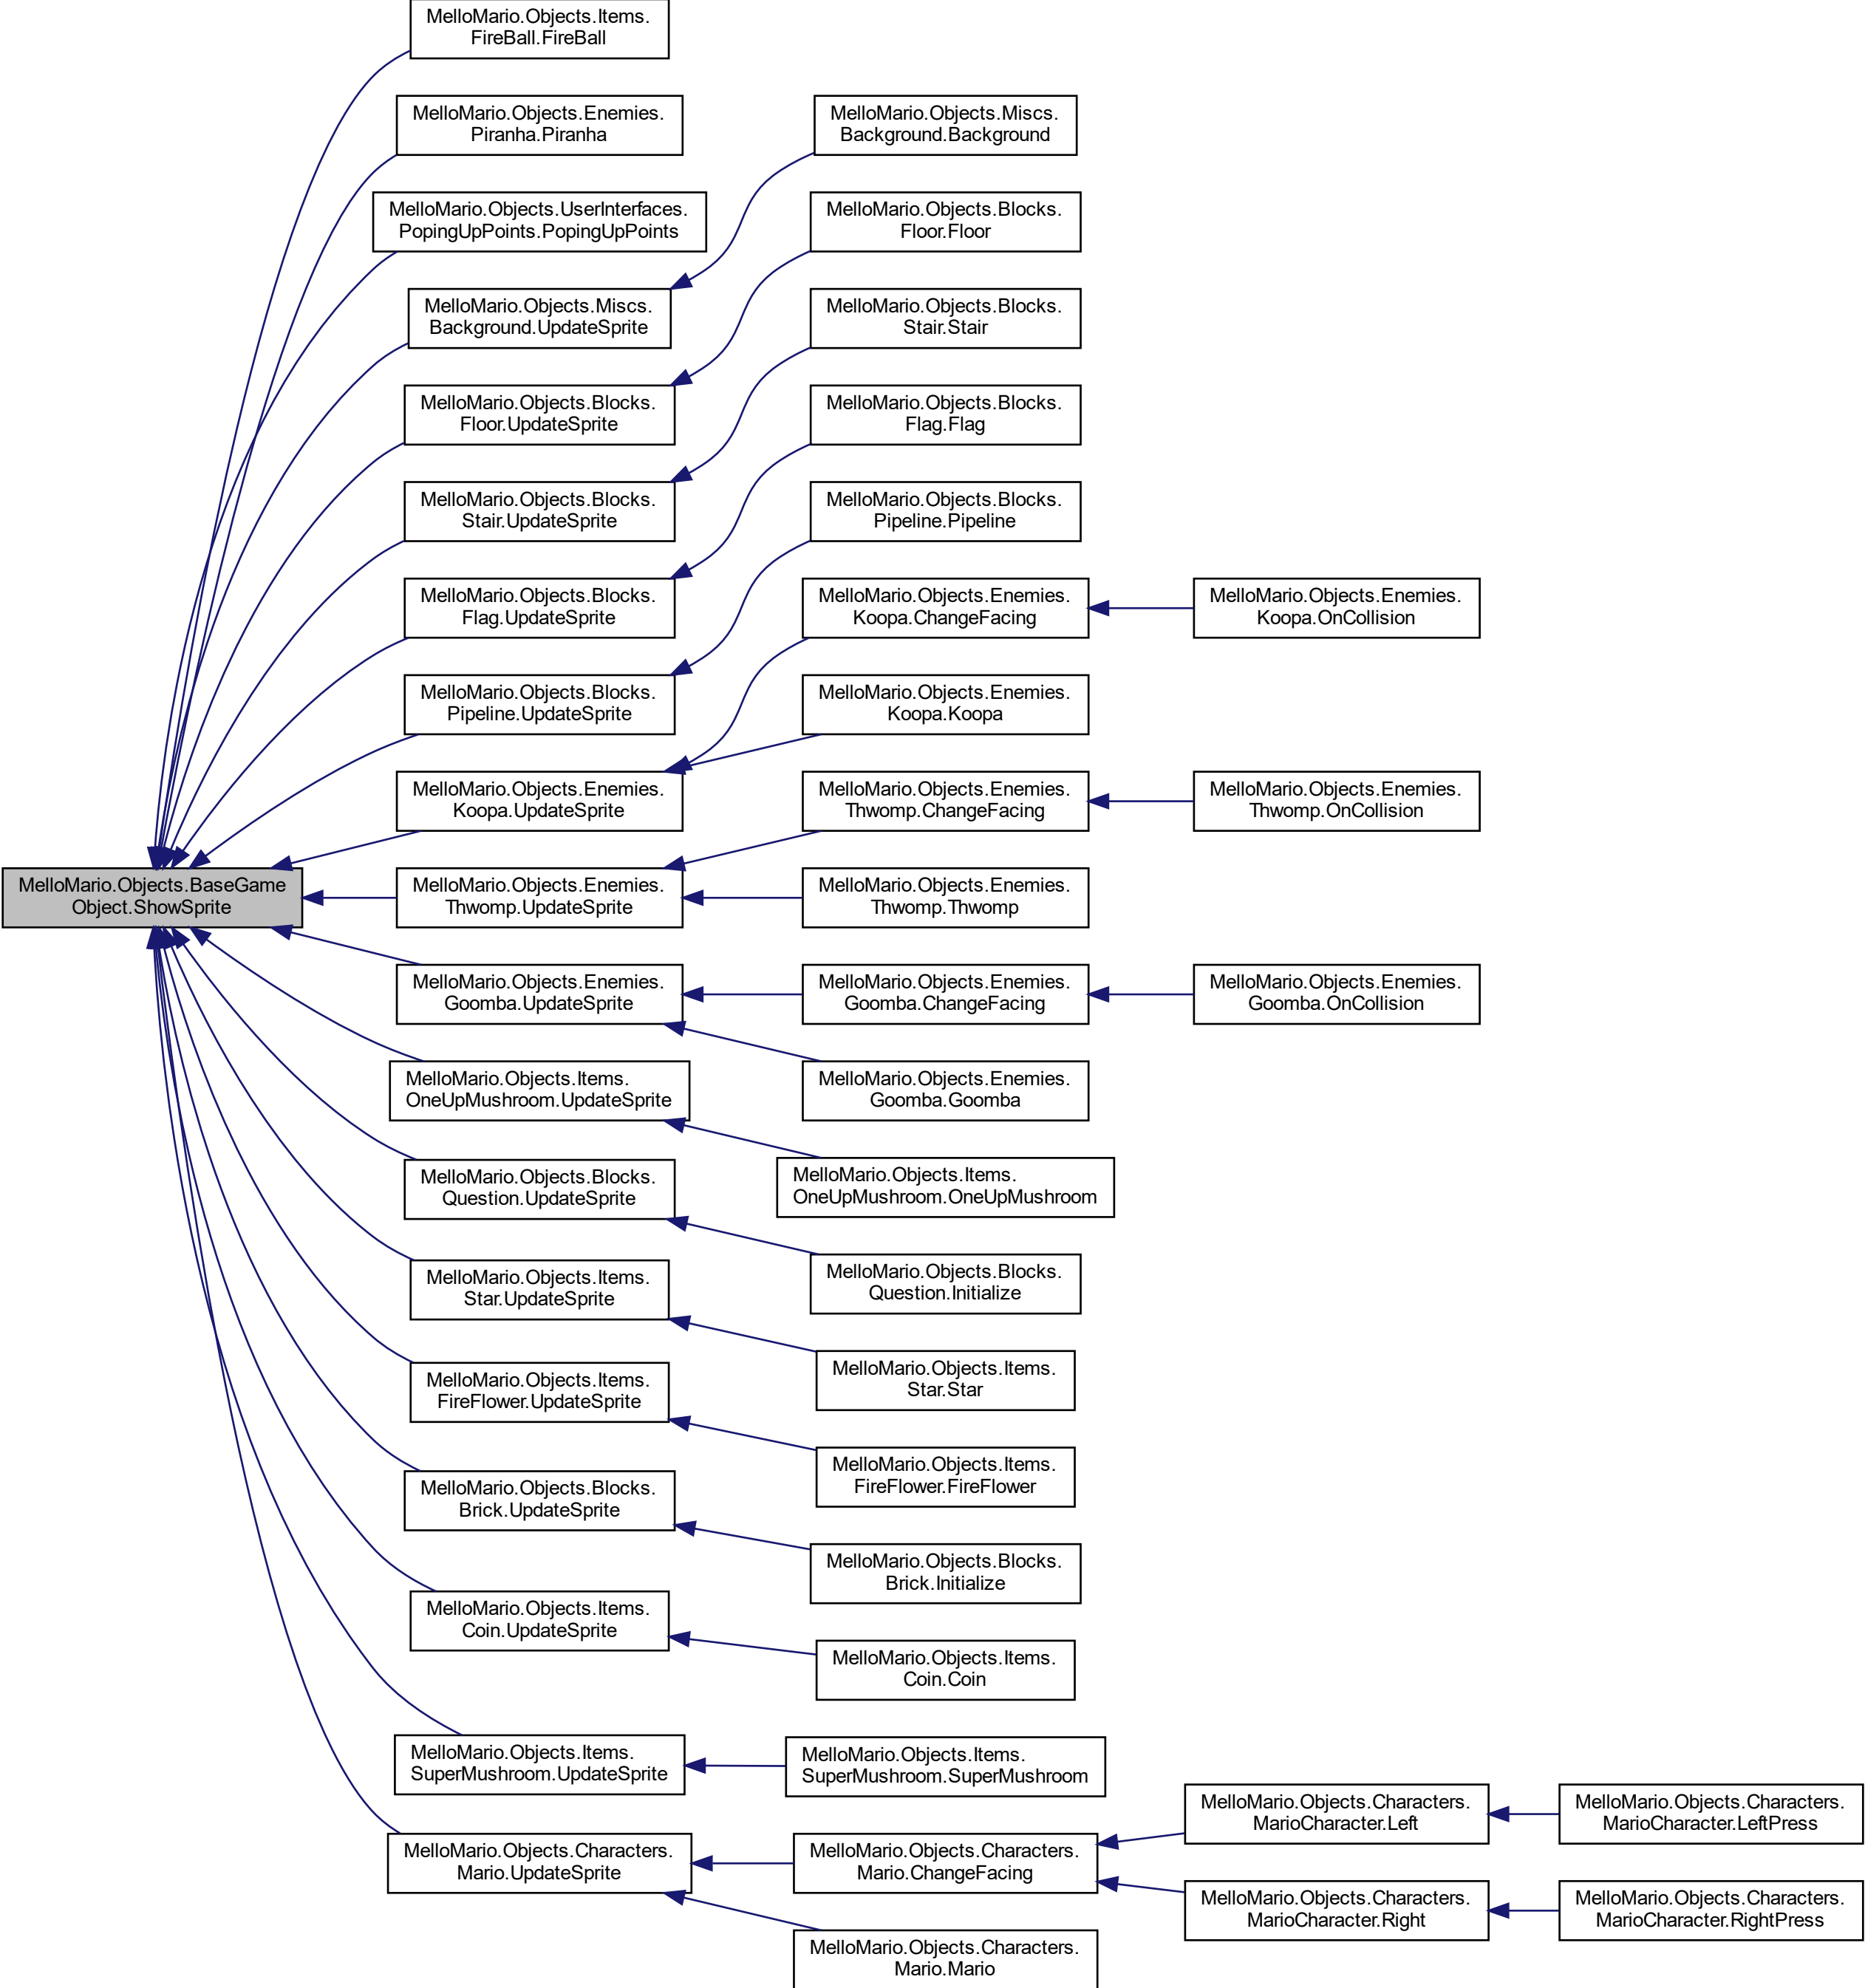 MelloMario.Objects.Items.
FireBall.FireBall
MelloMario.Objects.Enemies.
Piranha.Piranha
MelloMario.Objects.UserInterfaces.
PopingUpPoints.PopingUpPoints
MelloMario.Objects.Miscs.
Background.UpdateSprite
MelloMario.Objects.Blocks.
Floor.UpdateSprite
MelloMario.Objects.Blocks.
Stair.UpdateSprite
MelloMario.Objects.Blocks.
Flag.UpdateSprite
MelloMario.Objects.Blocks.
Pipeline.UpdateSprite
MelloMario.Objects.Enemies.
Koopa.UpdateSprite
MelloMario.Objects.BaseGame
Object.ShowSprite
MelloMario.Objects.Enemies.
Thwomp.UpdateSprite
MelloMario.Objects.Enemies.
Goomba.UpdateSprite
MelloMario.Objects.Items.
OneUpMushroom.UpdateSprite
MelloMario.Objects.Blocks.
Question.UpdateSprite
MelloMario.Objects.Items.
Star.UpdateSprite
MelloMario.Objects.Items.
FireFlower.UpdateSprite
MelloMario.Objects.Blocks.
Brick.UpdateSprite
MelloMario.Objects.Items.
Coin.UpdateSprite
MelloMario.Objects.Items.
SuperMushroom.UpdateSprite
MelloMario.Objects.Characters.
Mario.UpdateSprite
MelloMario.Objects.Miscs.
Background.Background
MelloMario.Objects.Blocks.
Floor.Floor
MelloMario.Objects.Blocks.
Stair.Stair
MelloMario.Objects.Blocks.
Flag.Flag
MelloMario.Objects.Blocks.
Pipeline.Pipeline
MelloMario.Objects.Enemies.
Koopa.ChangeFacing
MelloMario.Objects.Enemies.
Koopa.Koopa
MelloMario.Objects.Enemies.
Thwomp.ChangeFacing
MelloMario.Objects.Enemies.
Thwomp.Thwomp
MelloMario.Objects.Enemies.
Goomba.ChangeFacing
MelloMario.Objects.Enemies.
Goomba.Goomba
MelloMario.Objects.Items.
OneUpMushroom.OneUpMushroom
MelloMario.Objects.Blocks.
Question.Initialize
MelloMario.Objects.Items.
Star.Star
MelloMario.Objects.Items.
FireFlower.FireFlower
MelloMario.Objects.Blocks.
Brick.Initialize
MelloMario.Objects.Items.
Coin.Coin
MelloMario.Objects.Items.
SuperMushroom.SuperMushroom
MelloMario.Objects.Characters.
Mario.ChangeFacing
MelloMario.Objects.Characters.
Mario.Mario
MelloMario.Objects.Enemies.
Koopa.OnCollision
MelloMario.Objects.Enemies.
Thwomp.OnCollision
MelloMario.Objects.Enemies.
Goomba.OnCollision
MelloMario.Objects.Characters.
MarioCharacter.Left
MelloMario.Objects.Characters.
MarioCharacter.Right
MelloMario.Objects.Characters.
MarioCharacter.LeftPress
MelloMario.Objects.Characters.
MarioCharacter.RightPress